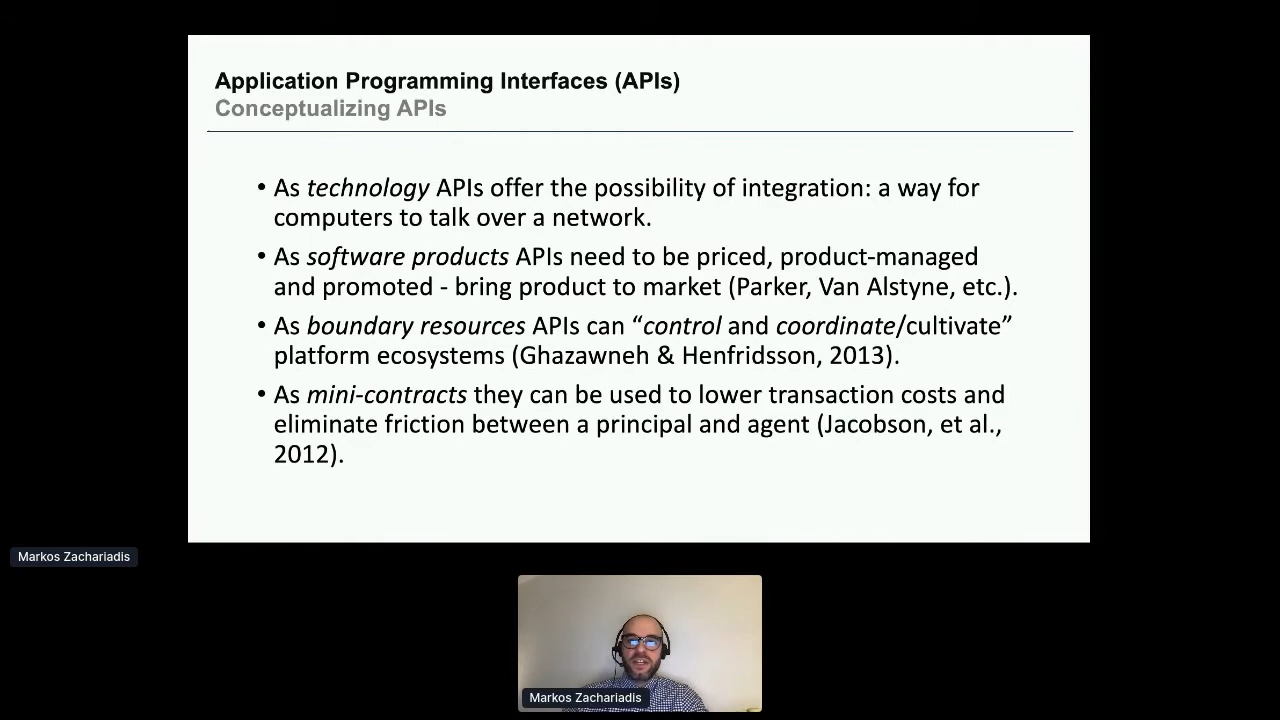 Application Programming Interfaces (APIs)
Conceptualizing APIs
• As technology APIs offer the possibility of integration: a way for
computers to talk over a network.
• As software products APIs need to be priced, product-managed
and promoted - bring product to market (Parker, Van Alstyne, etc.).
• As boundary resources APIs can “control and coordinate/cultivate”
platform ecosystems (Ghazawneh & Henfridsson, 2013).
• As mini-contracts they can be used to lower transaction costs and
eliminate friction between a principal and agent (Jacobson, et al.,
2012).
Markos Zachariadis
Markos Zachariadis